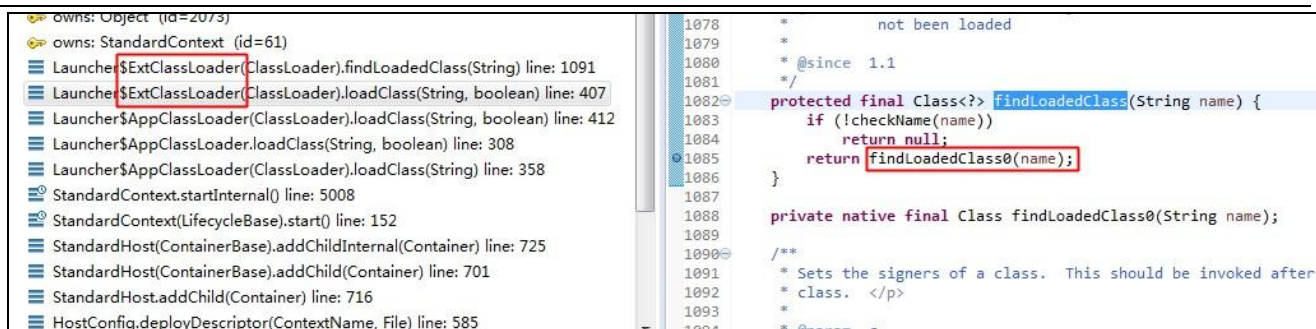 owns: Object (id=2073)
owns: StandardContext (id=61)
Launcher$ExtClassLoader(ClassLoader).findLoadedClass(String) line: 1091
Launcher$ExtClassLoader(ClassLoader).loadClass(String, boolean) line: 407
Launcher$AppClassLoader(ClassLoader).loadClass(String, boolean) line: 412
Launcher$AppClassLoader.loadClass(String, boolean) line: 308
Launcher$AppClassLoader(ClassLoader).loadClass(String) line: 358
StandardContext.startInternal() line: 5008
StandardContext(LifecycleBase).start() line: 152
StandardHost(ContainerBase).addChildInternal(Container) line: 725
StandardHost(ContainerBase).addChild(Container) line: 701
StandardHost.addChild(Container) line: 716
HostConfig.deployDescriptor(ContextName, File) line: 585
1078 * not been loaded
1079 *
1080 * @since 1.1
1081 */
1082 protected final Class<?> findLoadedClass(String name) {
1083 if (!checkName(name))
1084 return null;
1085 return findLoadedClass0(name);
1086 }
1087
1088 private native final Class findLoadedClass0(String name);
1089
1090 /**
1091 * Sets the signers of a class. This should be invoked after
1092 * class. </p>
1093 *
1094 * @param c